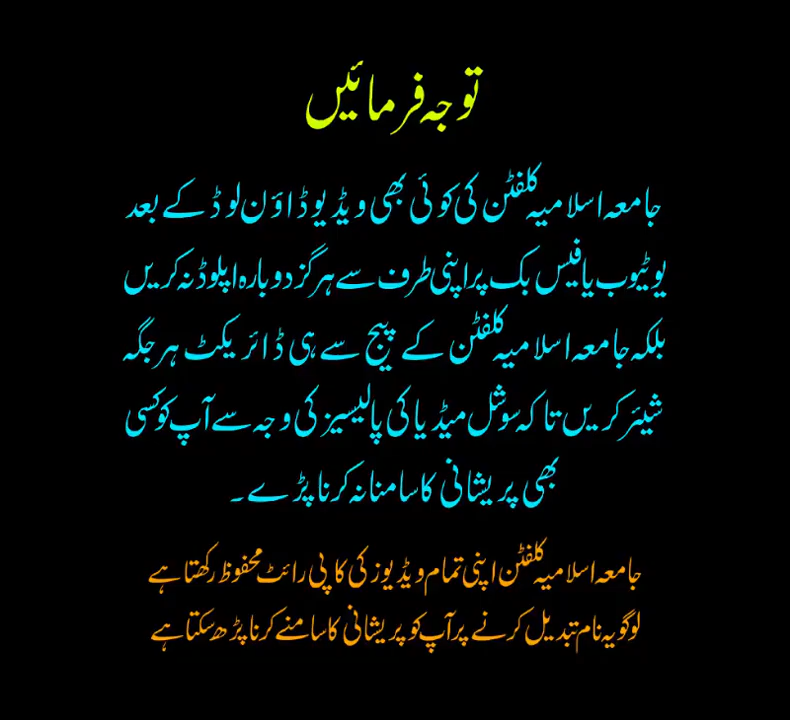 توجہ فرمائیں
جامعہ اسلامیہ کلفٹن کی کوئی بھی ویڈیو ڈاؤن لوڈ کے بعد
یوٹیوب یا فیس بک پر اپنی طرف سے ہرگز دوبارہ اپلوڈ نہ کریں
بلکہ جامعہ اسلامیہ کلفٹن کے پیج سے ہی ڈائریکٹ ہر جگہ
شیئر کریں تاکہ سوشل میڈیا کی پالیسیز کی وجہ سے آپ کو کسی
بھی پریشانی کا سامنا نہ کرنا پڑے۔
جامعہ اسلامیہ کلفٹن اپنی تمام ویڈیوز کی کاپی رائٹ محفوظ رکھتا ہے
لوگو یہ نام تبدیل کرنے پر آپ کو پریشانی کا سامنے کرنا پڑھ سکتا ہے